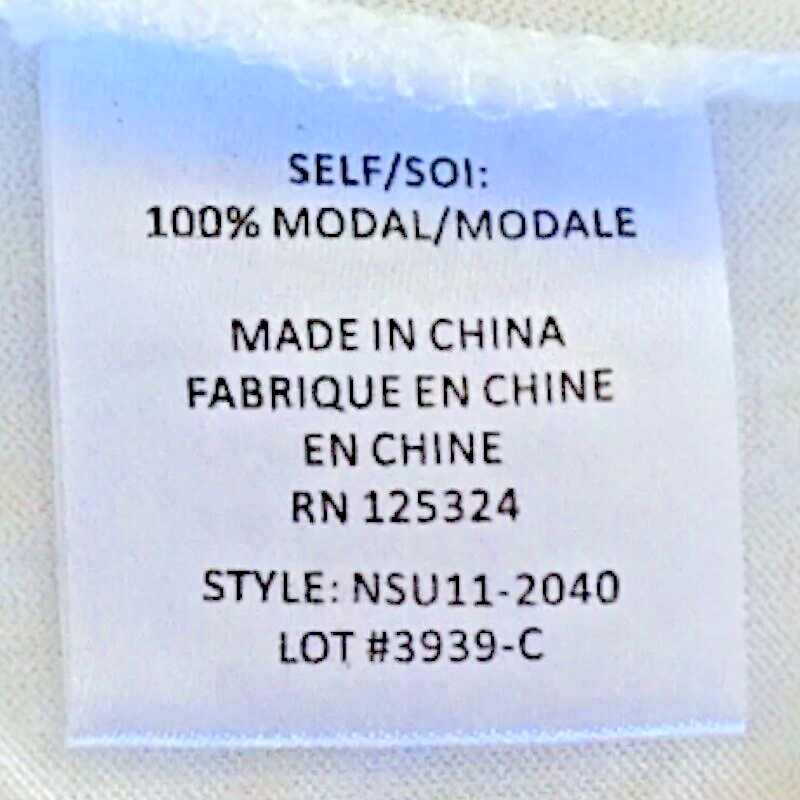 SELF/SOI:
100% MODAL/MODALE
MADE IN CHINA
FABRIQUE EN CHINE
EN CHINE
RN 125324
STYLE: NSU11-2040
LOT #3939-C